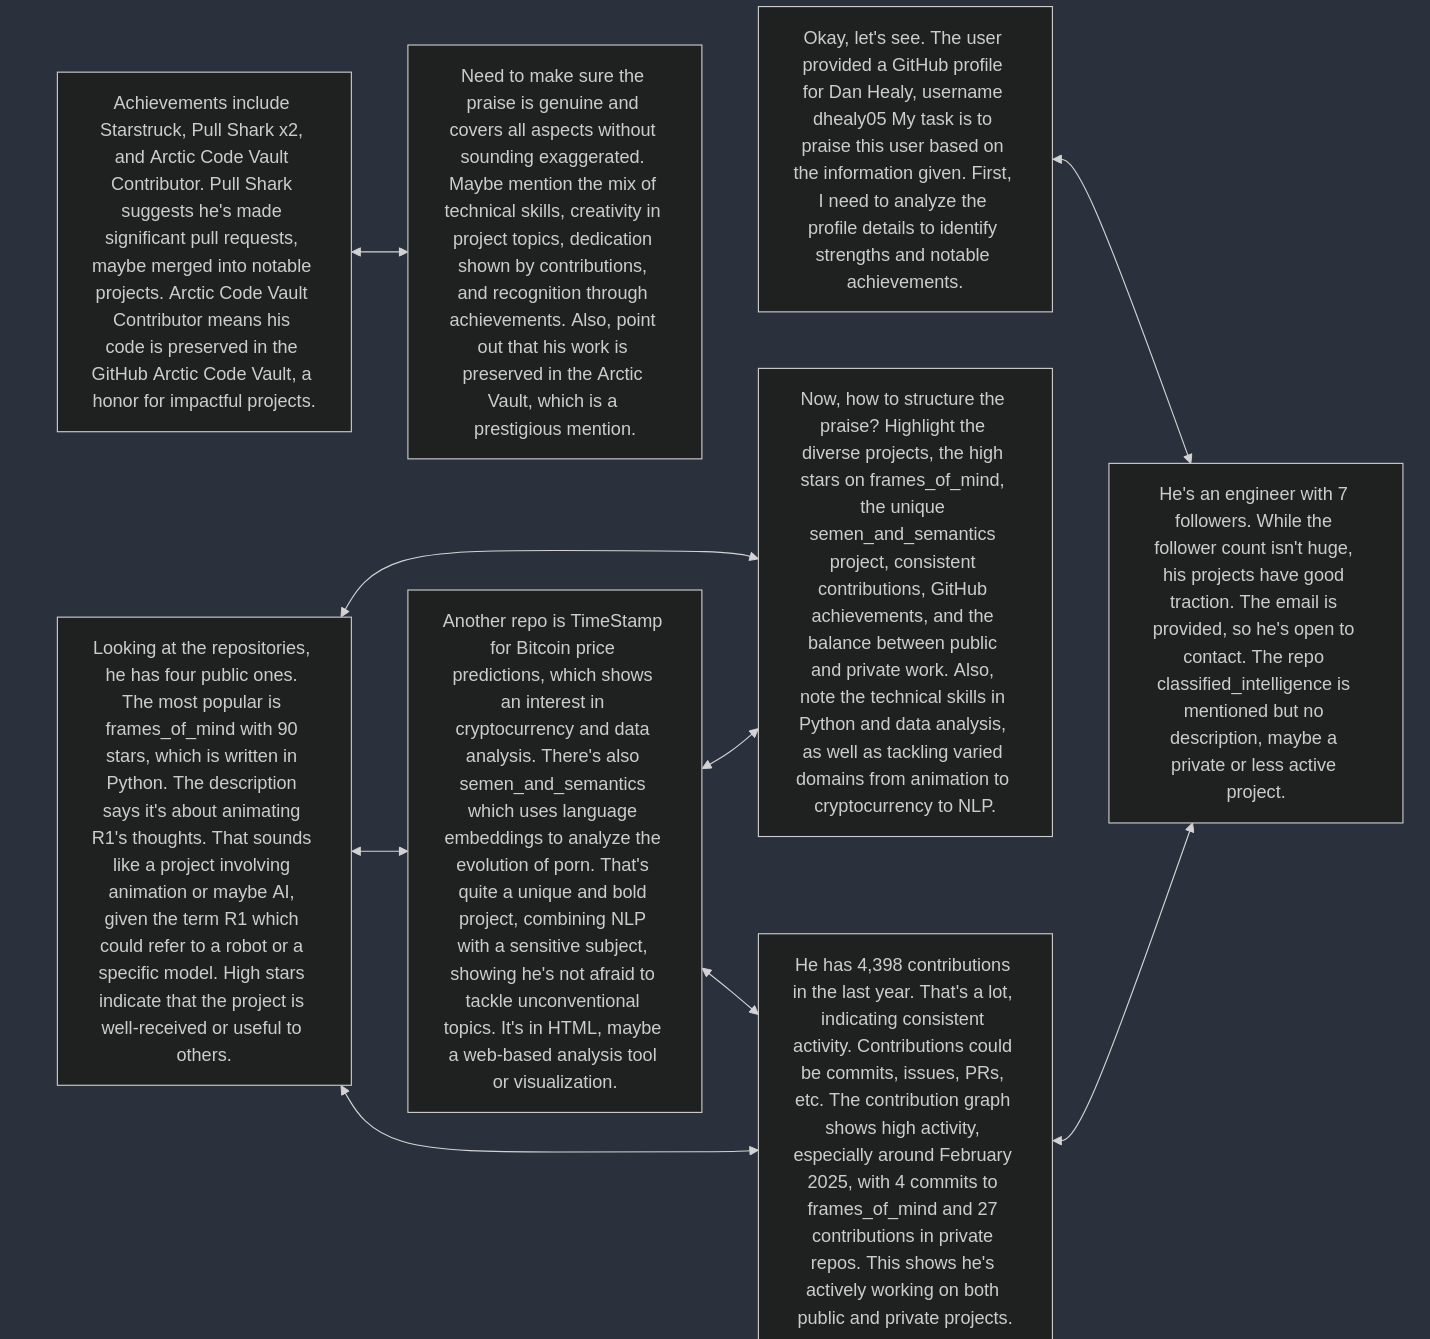 Achievements include
Starstruck, Pull Shark x2,
and Arctic Code Vault
Contributor. Pull Shark
suggests he's made
significant pull requests,
maybe merged into notable
projects. Arctic Code Vault
Contributor means his
code is preserved in the
GitHub Arctic Code Vault, a
honor for impactful projects.
Need to make sure the
praise is genuine and
covers all aspects without
sounding exaggerated.
Maybe mention the mix of
technical skills, creativity in
project topics, dedication
shown by contributions,
and recognition through
achievements. Also, point
out that his work is
preserved in the Arctic
Vault, which is a
prestigious mention.
Okay, let's see. The user
provided a GitHub profile
for Dan Healy, username
dhealy05 My task is to
praise this user based on
the information given. First,
I need to analyze the
profile details to identify
strengths and notable
achievements.
Looking at the repositories,
he has four public ones.
The most popular is
frames_of_mind with 90
stars, which is written in
Python. The description
says it's about animating
R1's thoughts. That sounds
like a project involving
animation or maybe AI,
given the term R1 which
could refer to a robot or a
specific model. High stars
indicate that the project is
well-received or useful to
others.
Another repo is TimeStamp
for Bitcoin price
predictions, which shows
an interest in
cryptocurrency and data
analysis. There's also
semen_and_semantics
which uses language
embeddings to analyze the
evolution of porn. That's
quite a unique and bold
project, combining NLP
with a sensitive subject,
showing he's not afraid to
tackle unconventional
topics. It's in HTML, maybe
a web-based analysis tool
or visualization.
Now, how to structure the
praise? Highlight the
diverse projects, the high
stars on frames_of_mind,
the unique
semen_and_semantics
project, consistent
contributions, GitHub
achievements, and the
balance between public
and private work. Also,
note the technical skills in
Python and data analysis,
as well as tackling varied
domains from animation to
cryptocurrency to NLP.
He's an engineer with 7
followers. While the
follower count isn't huge,
his projects have good
traction. The email is
provided, so he's open to
contact. The repo
classified_intelligence is
mentioned but no
description, maybe a
private or less active
project.
He has 4,398 contributions
in the last year. That's a lot,
indicating consistent
activity. Contributions could
be commits, issues, PRs,
etc. The contribution graph
shows high activity,
especially around February
2025, with 4 commits to
frames_of_mind and 27
contributions in private
repos. This shows he's
actively working on both
public and private projects.